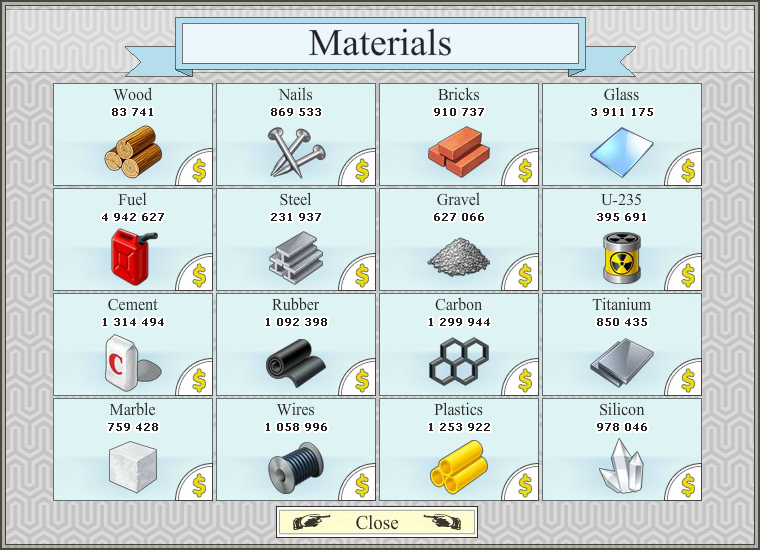 Materials
Wood
83 741
Nails
869 533
Bricks
910 737
Glass
3 911 175
Fuel
4 942 627
Steel
231 937
Gravel
627 066
U-235
395 691
Cement
1 314 494
C
Rubber
1 092 398
Carbon
1 299 944
Titanium
850 435
Marble
759 428
Wires
1 058 996
Plastics
1 253 922
Silicon
978 046
Close